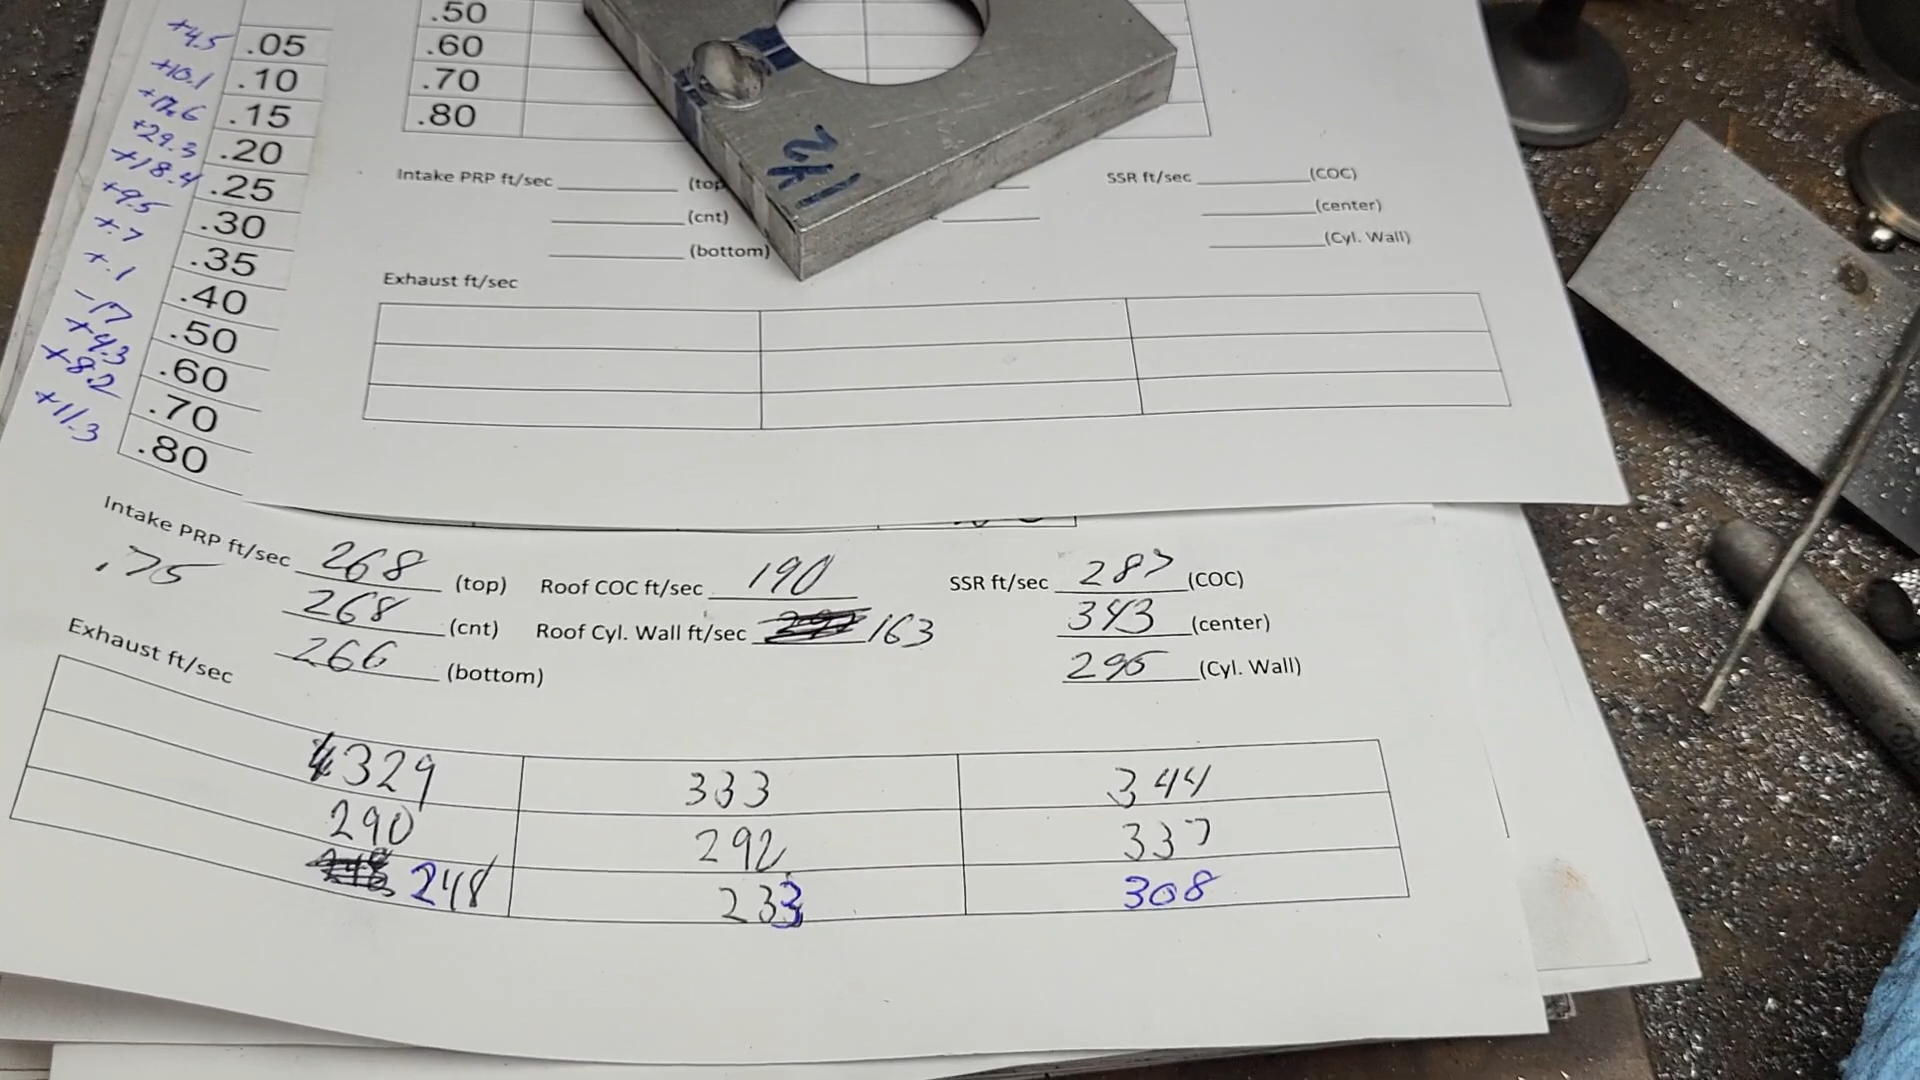 .50
.60
.70
.80
+4.5 .05
+10.1 .10
.15
+29.3 .20
+18.4 .25
+9.5 .30
+.7 .35
+.1 .40
-17 .50
+4.3 .60
+8.2 .70
+11.3 .80
Intake PRP ft/sec (top
(cnt)
(bottom)
SSR ft/sec (COC)
(center)
(Cyl. Wall)
Exhaust ft/sec
Intake PRP ft/sec 268 (top) Roof COC ft/sec 190 SSR ft/sec 287 (COC)
.75 268 (cnt) Roof Cyl. Wall ft/sec 163 343 (center)
266 (bottom) 295 (Cyl. Wall)
Exhaust ft/sec
329 333 344
290 292 337
248 233 308